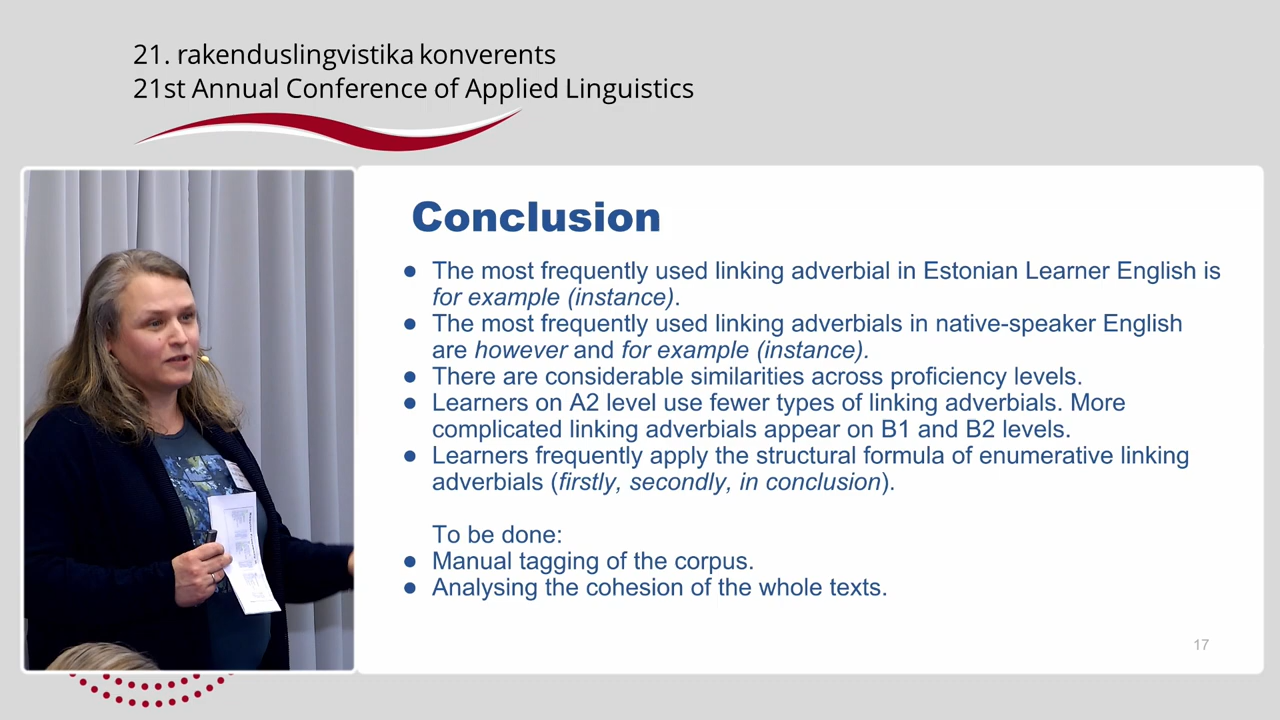 21. rakenduslingvistika konverents
21st Annual Conference of Applied Linguistics
Conclusion
● The most frequently used linking adverbial in Estonian Learner English is
for example (instance).
● The most frequently used linking adverbials in native-speaker English
are however and for example (instance).
● There are considerable similarities across proficiency levels.
● Learners on A2 level use fewer types of linking adverbials. More
complicated linking adverbials appear on B1 and B2 levels.
● Learners frequently apply the structural formula of enumerative linking
adverbials (firstly, secondly, in conclusion).
To be done:
● Manual tagging of the corpus.
● Analysing the cohesion of the whole texts.
17